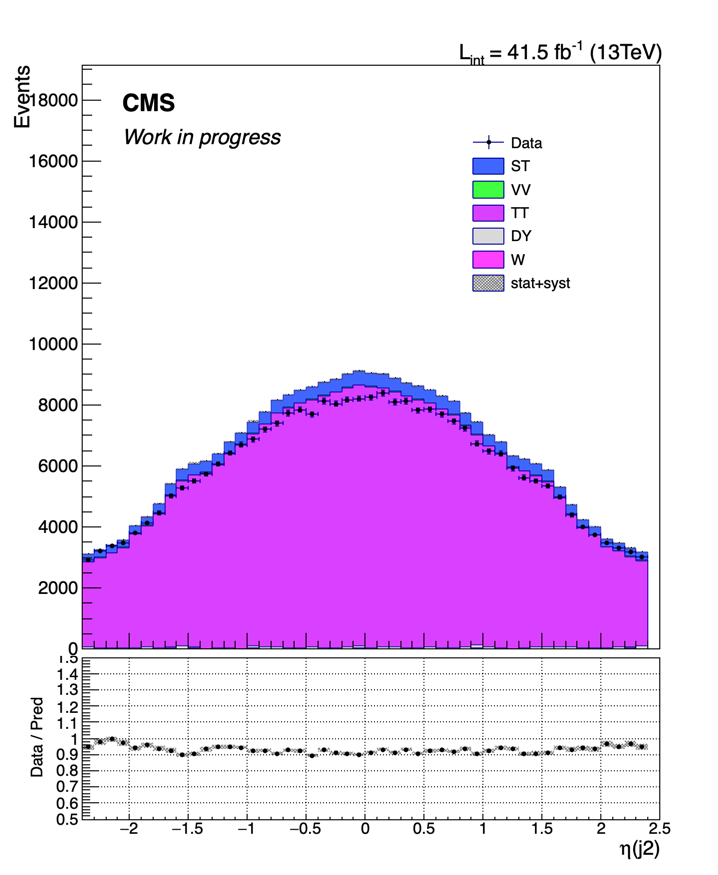 L_int = 41.5 fb⁻¹ (13TeV)
Events
CMS
Work in progress
18000
16000
14000
12000
10000
8000
6000
4000
2000
0
Data
ST
VV
TT
DY
W
stat+syst
Data / Pred
1.5
1.4
1.3
1.2
1.1
1
0.9
0.8
0.7
0.6
0.5
−2 −1.5 −1 −0.5 0 0.5 1 1.5 2 2.5
η(j2)